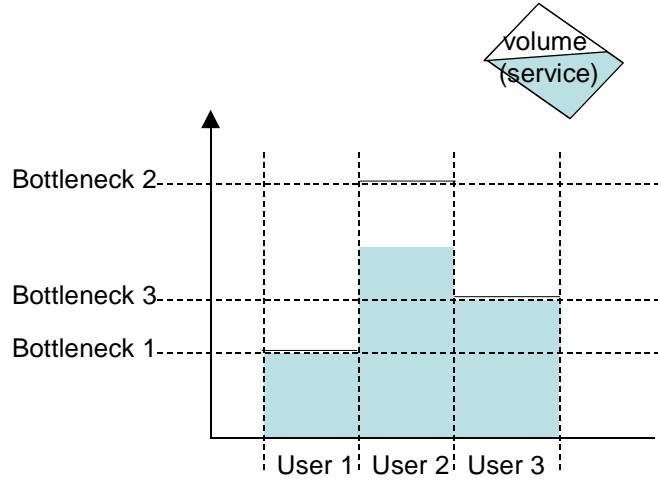 volume
(service)
Bottleneck 2
Bottleneck 3
Bottleneck 1
User 1 User 2 User 3